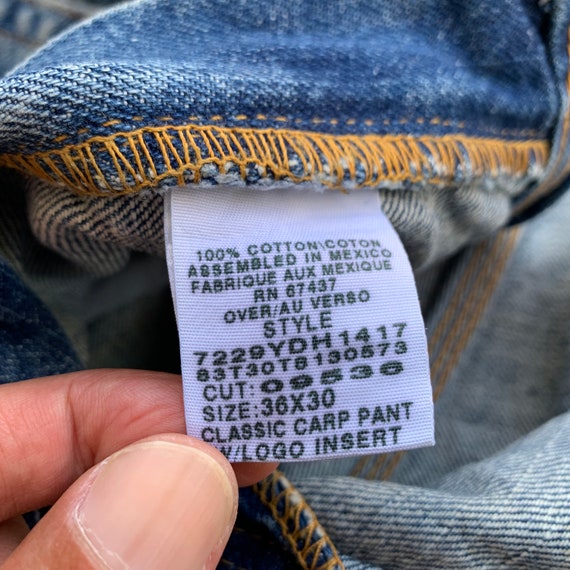 100% COTTON\COTON
ASSEMBLED IN MEXICO
FABRIQUE AUX MEXIQUE
RN 67437
OVER/AU VERSO
STYLE
7229YDH1417
83T30T8130573
CUT: 09536
SIZE:36X30
CLASSIC CARP PANT
W/LOGO INSERT